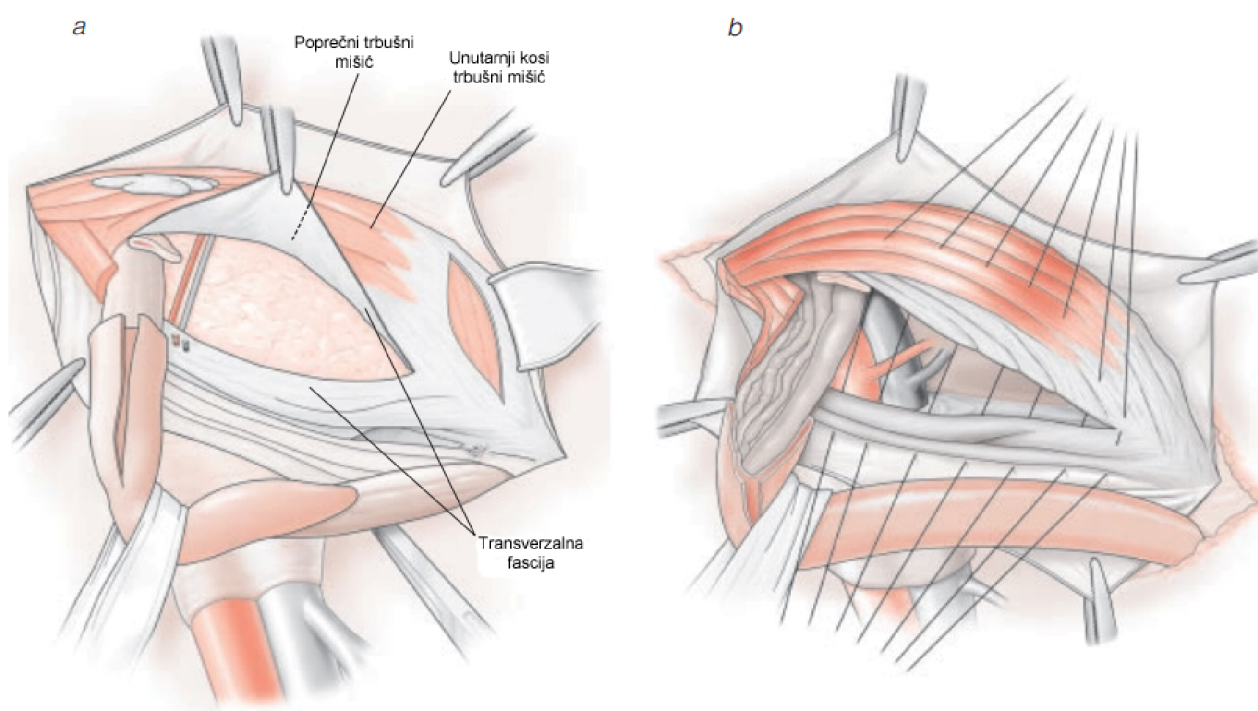 a
b
Poprečni trbušni
mišić
Unutarnji kosi
trbušni mišić
Transverzalna
fascija